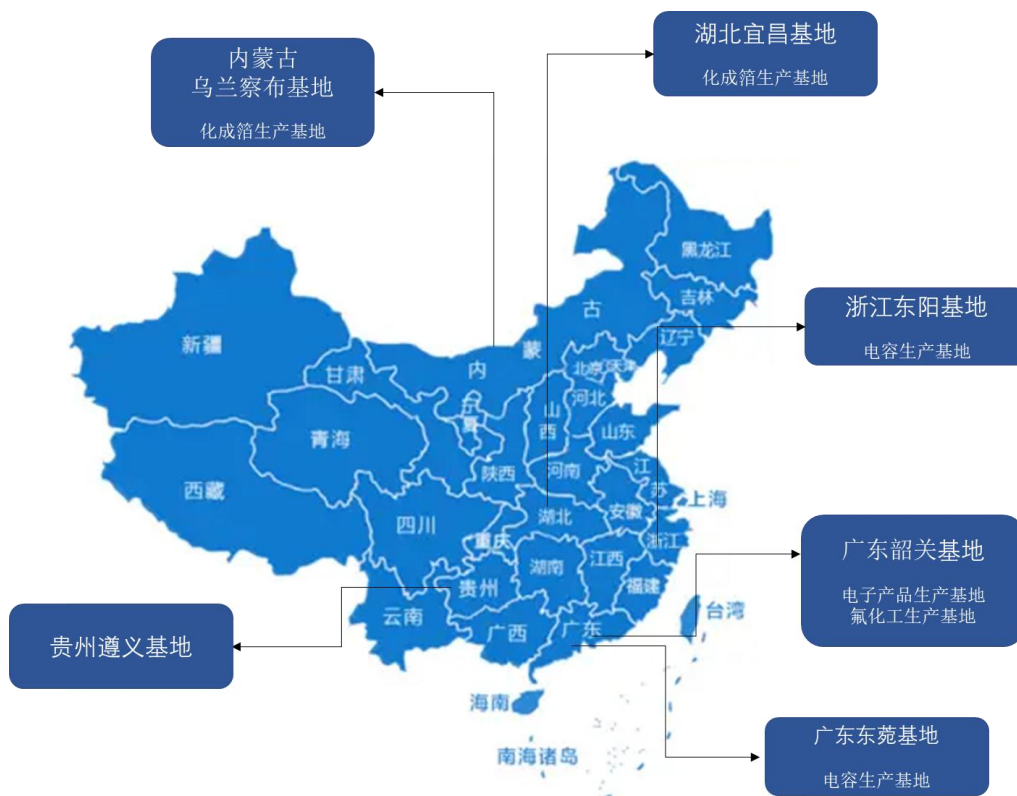 湖北宜昌基地
化成箔生产基地
内蒙古
乌兰察布基地
化成箔生产基地
黑龙江
吉林
辽宁
古
蒙
内
新疆
甘肃
北京
天津
河北
宁
夏
山
西
山东
青海
陕西
河南
江
苏
西藏
四川
重庆
湖北
安徽
上海
浙江
湖南
江西
贵州
福建
云南
广西
广东
台湾
海南
南海诸岛
浙江东阳基地
电容生产基地
广东韶关基地
电子产品生产基地
氟化工生产基地
贵州遵义基地
广东东莞基地
电容生产基地